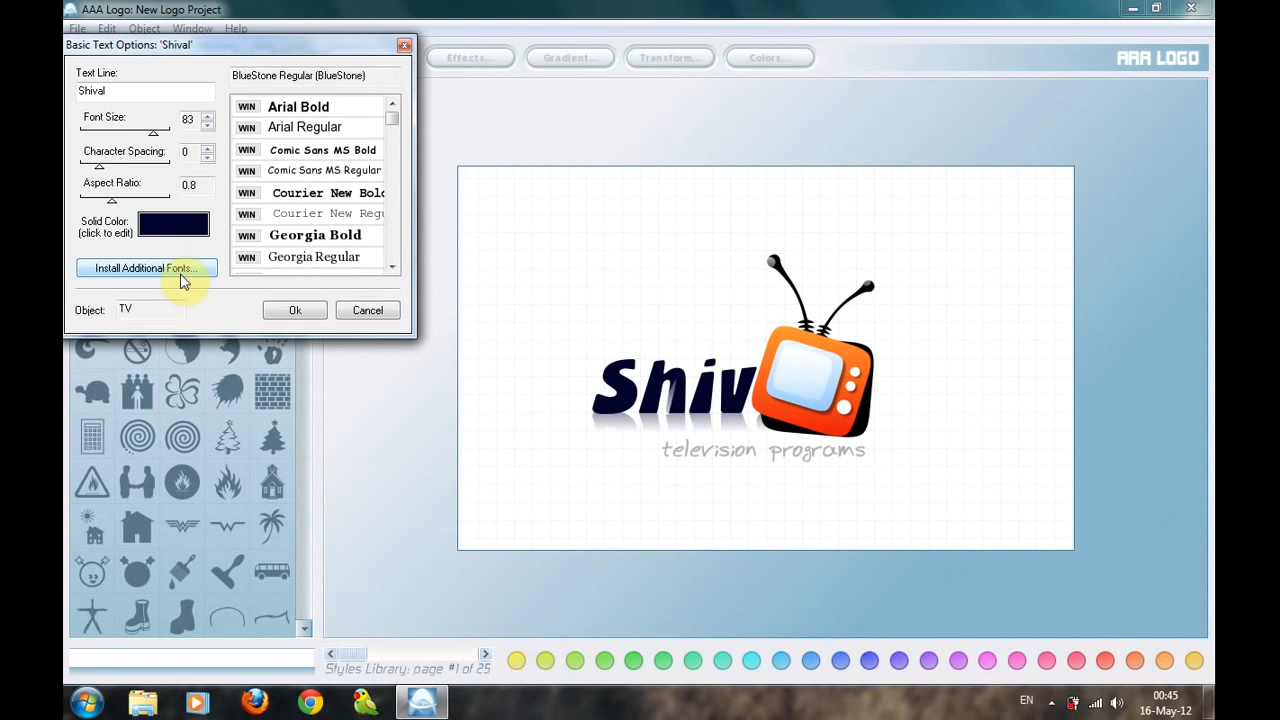 AAA Logo: New Logo Project
File Edit Object Window Help
Basic Text Options: 'Shival'
Text Line:
Shival
Font Size:
83
Character Spacing:
0
Aspect Ratio:
0.8
Solid Color:
(click to edit)
Install Additional Fonts...
Object:
TV
BlueStone Regular (BlueStone)
WIN Arial Bold
WIN Arial Regular
WIN Comic Sans MS Bold
WIN Comic Sans MS Regular
WIN Courier New Bold
WIN Courier New Regu
WIN Georgia Bold
WIN Georgia Regular
Ok
Cancel
Effects...
Gradient...
Transform...
Colors...
AAA LOGO
Shiv
television programs
Styles Library: page #1 of 25
EN
00:45
16-May-12